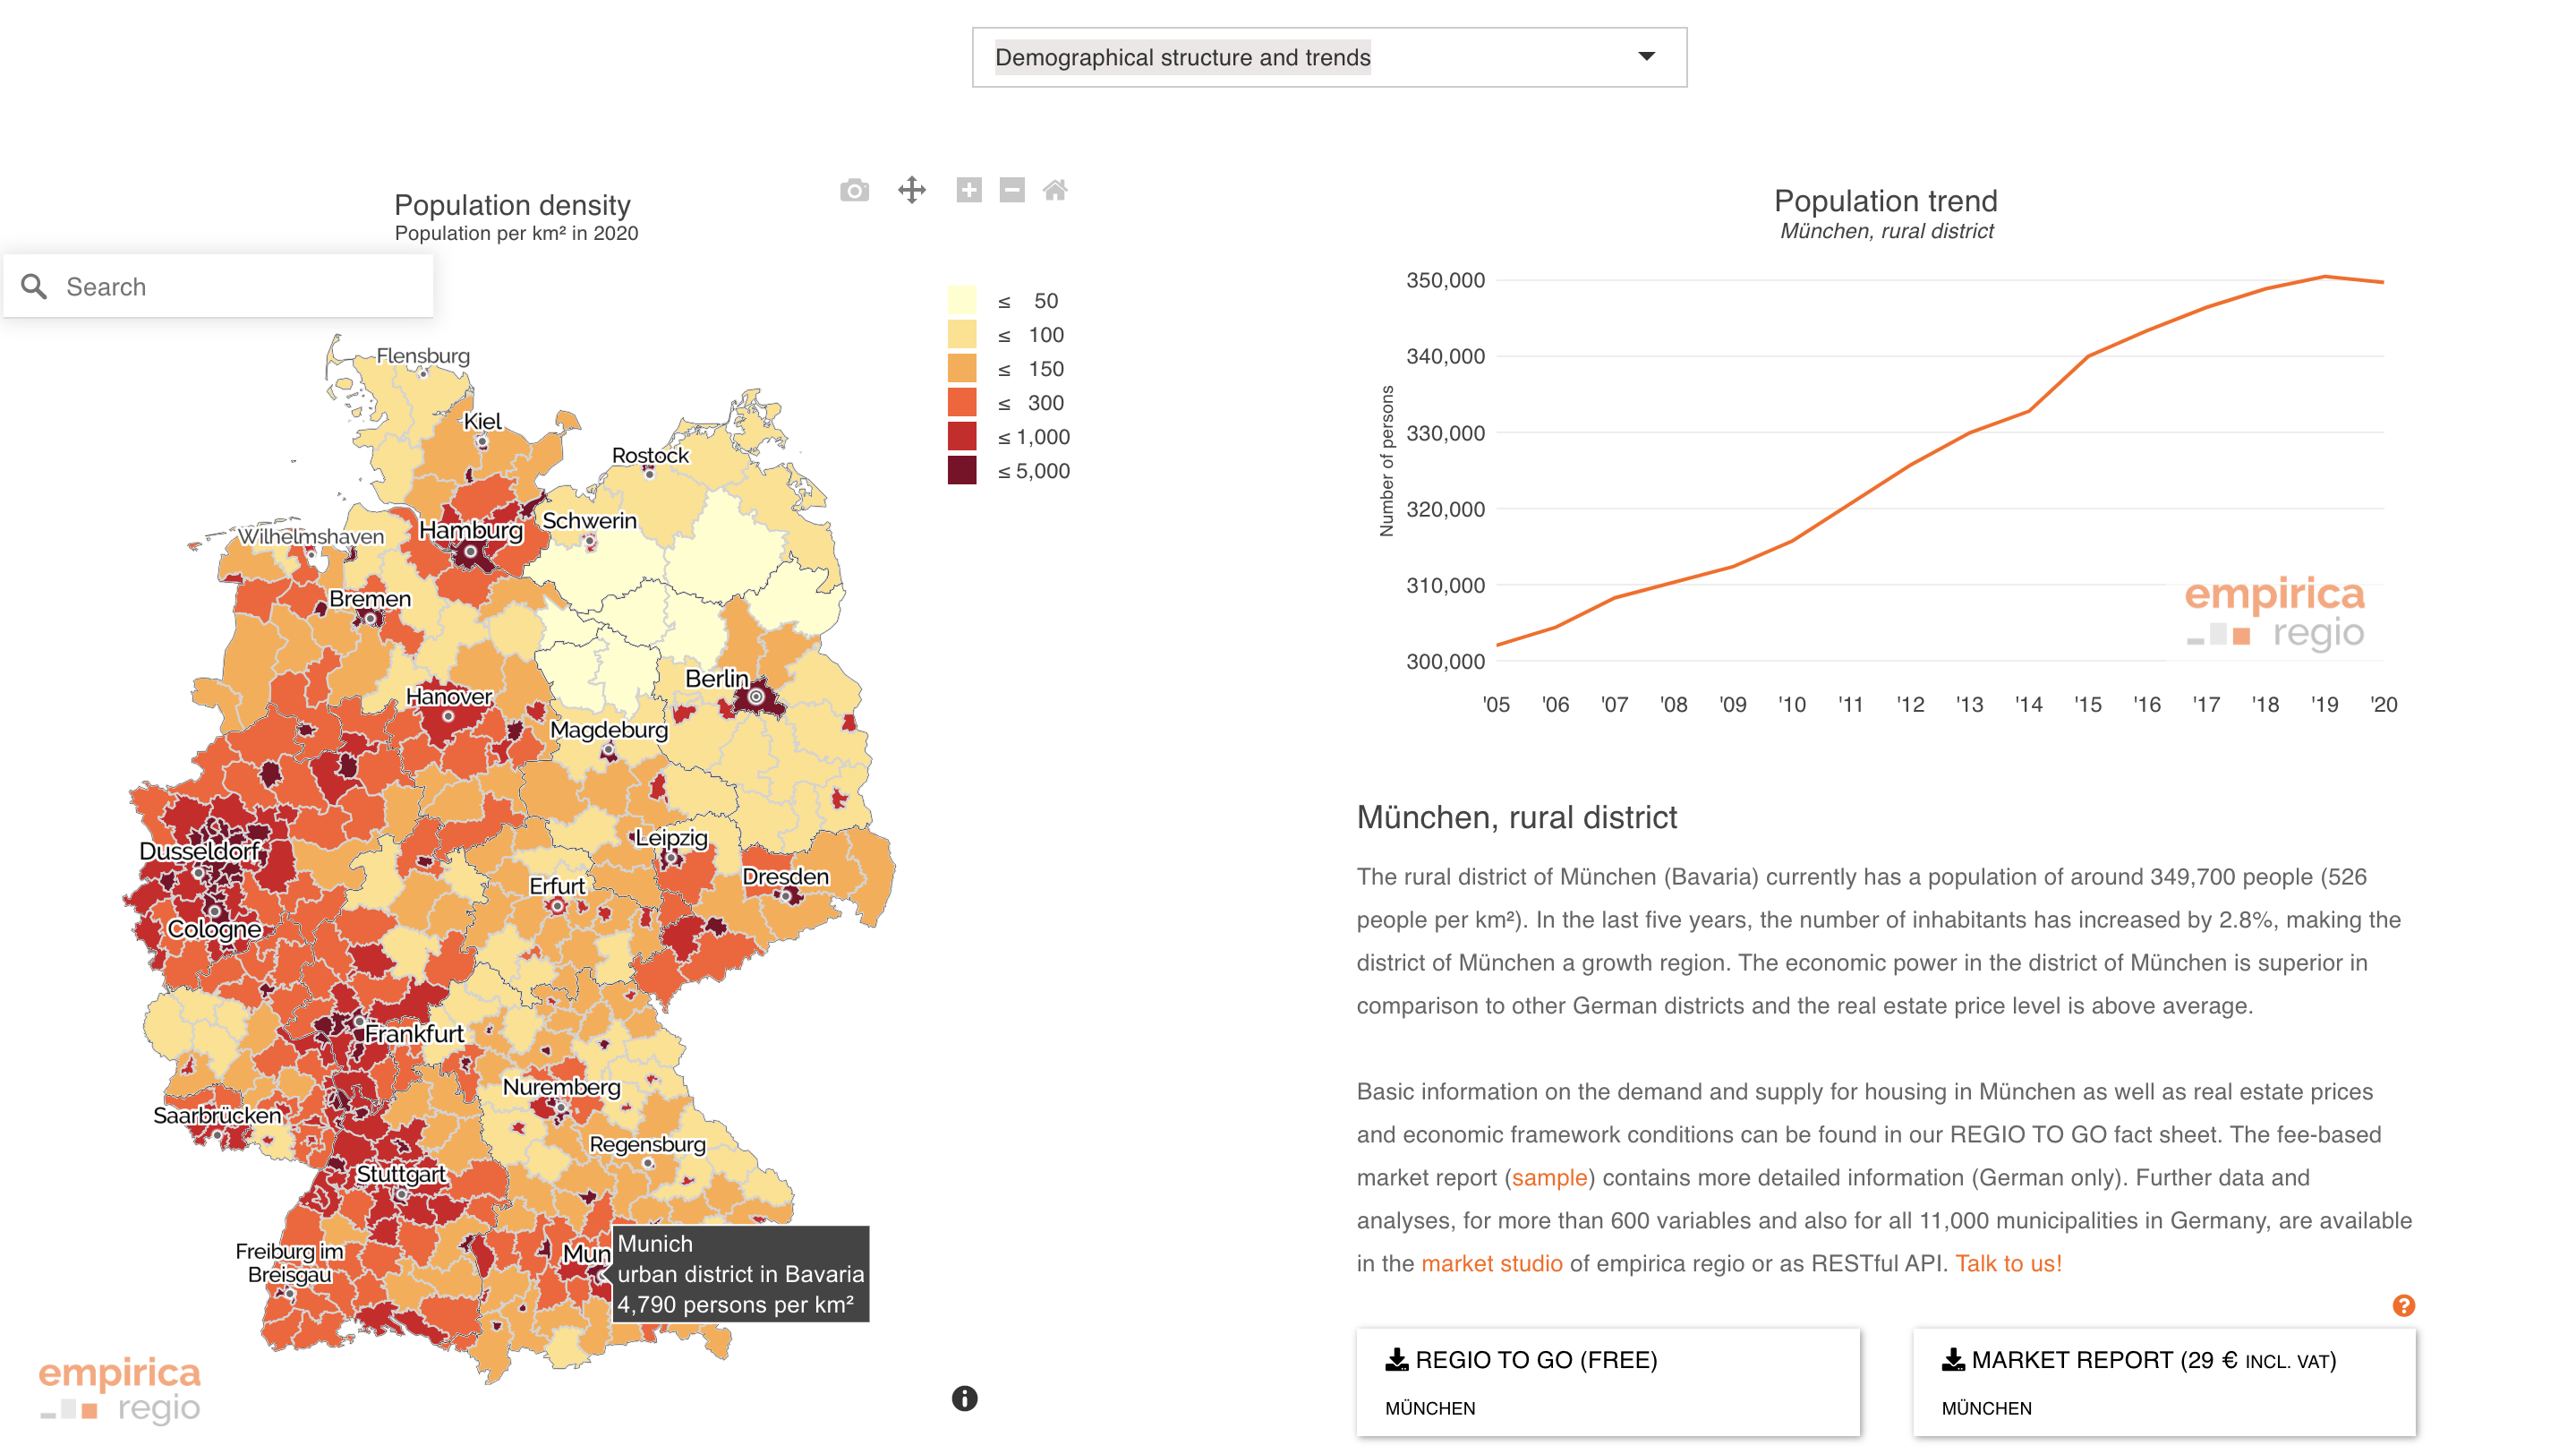 Demographical structure and trends
Population density
Population per km² in 2020
Search
≤ 50
≤ 100
≤ 150
≤ 300
≤ 1,000
≤ 5,000
Flensburg
Kiel
Rostock
Schwerin
Hamburg
Wilhelmshaven
Bremen
Berlin
Hanover
Magdeburg
Leipzig
Dusseldorf
Dresden
Erfurt
Cologne
Frankfurt
Nuremberg
Saarbrücken
Regensburg
Stuttgart
Freiburg im
Breisgau
Mun
Munich
urban district in Bavaria
4,790 persons per km²
empirica
regio
Population trend
München, rural district
Number of persons
350,000
340,000
330,000
320,000
310,000
300,000
'05 '06 '07 '08 '09 '10 '11 '12 '13 '14 '15 '16 '17 '18 '19 '20
empirica
regio
München, rural district
The rural district of München (Bavaria) currently has a population of around 349,700 people (526
people per km²). In the last five years, the number of inhabitants has increased by 2.8%, making the
district of München a growth region. The economic power in the district of München is superior in
comparison to other German districts and the real estate price level is above average.
Basic information on the demand and supply for housing in München as well as real estate prices
and economic framework conditions can be found in our REGIO TO GO fact sheet. The fee-based
market report (sample) contains more detailed information (German only). Further data and
analyses, for more than 600 variables and also for all 11,000 municipalities in Germany, are available
in the market studio of empirica regio or as RESTful API. Talk to us!
REGIO TO GO (FREE)
MÜNCHEN
MARKET REPORT (29 € INCL. VAT)
MÜNCHEN